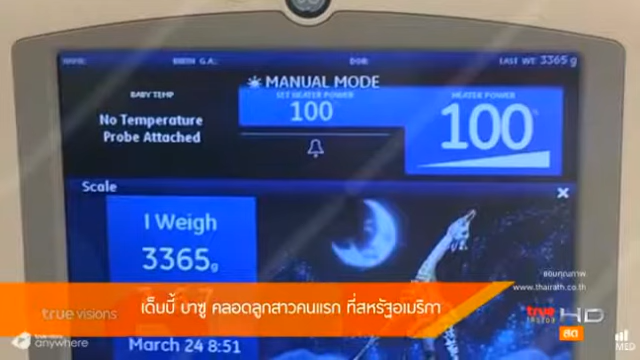 NAME:
BIRTH G.A.:
DOB:
LAST WT 3365 g
MANUAL MODE
BABY TEMP
No Temperature
Probe Attached
SET HEATER POWER
100
HEATER POWER
100%
Scale
I Weigh
3365g
March 24 8:51
เด็บบี้ บาซู คลอดลูกสาวคนแรก ที่สหรัฐอเมริกา
ขอบคุณภาพ
www.thairath.co.th
true visions
anywhere
true
HD
สด
MED